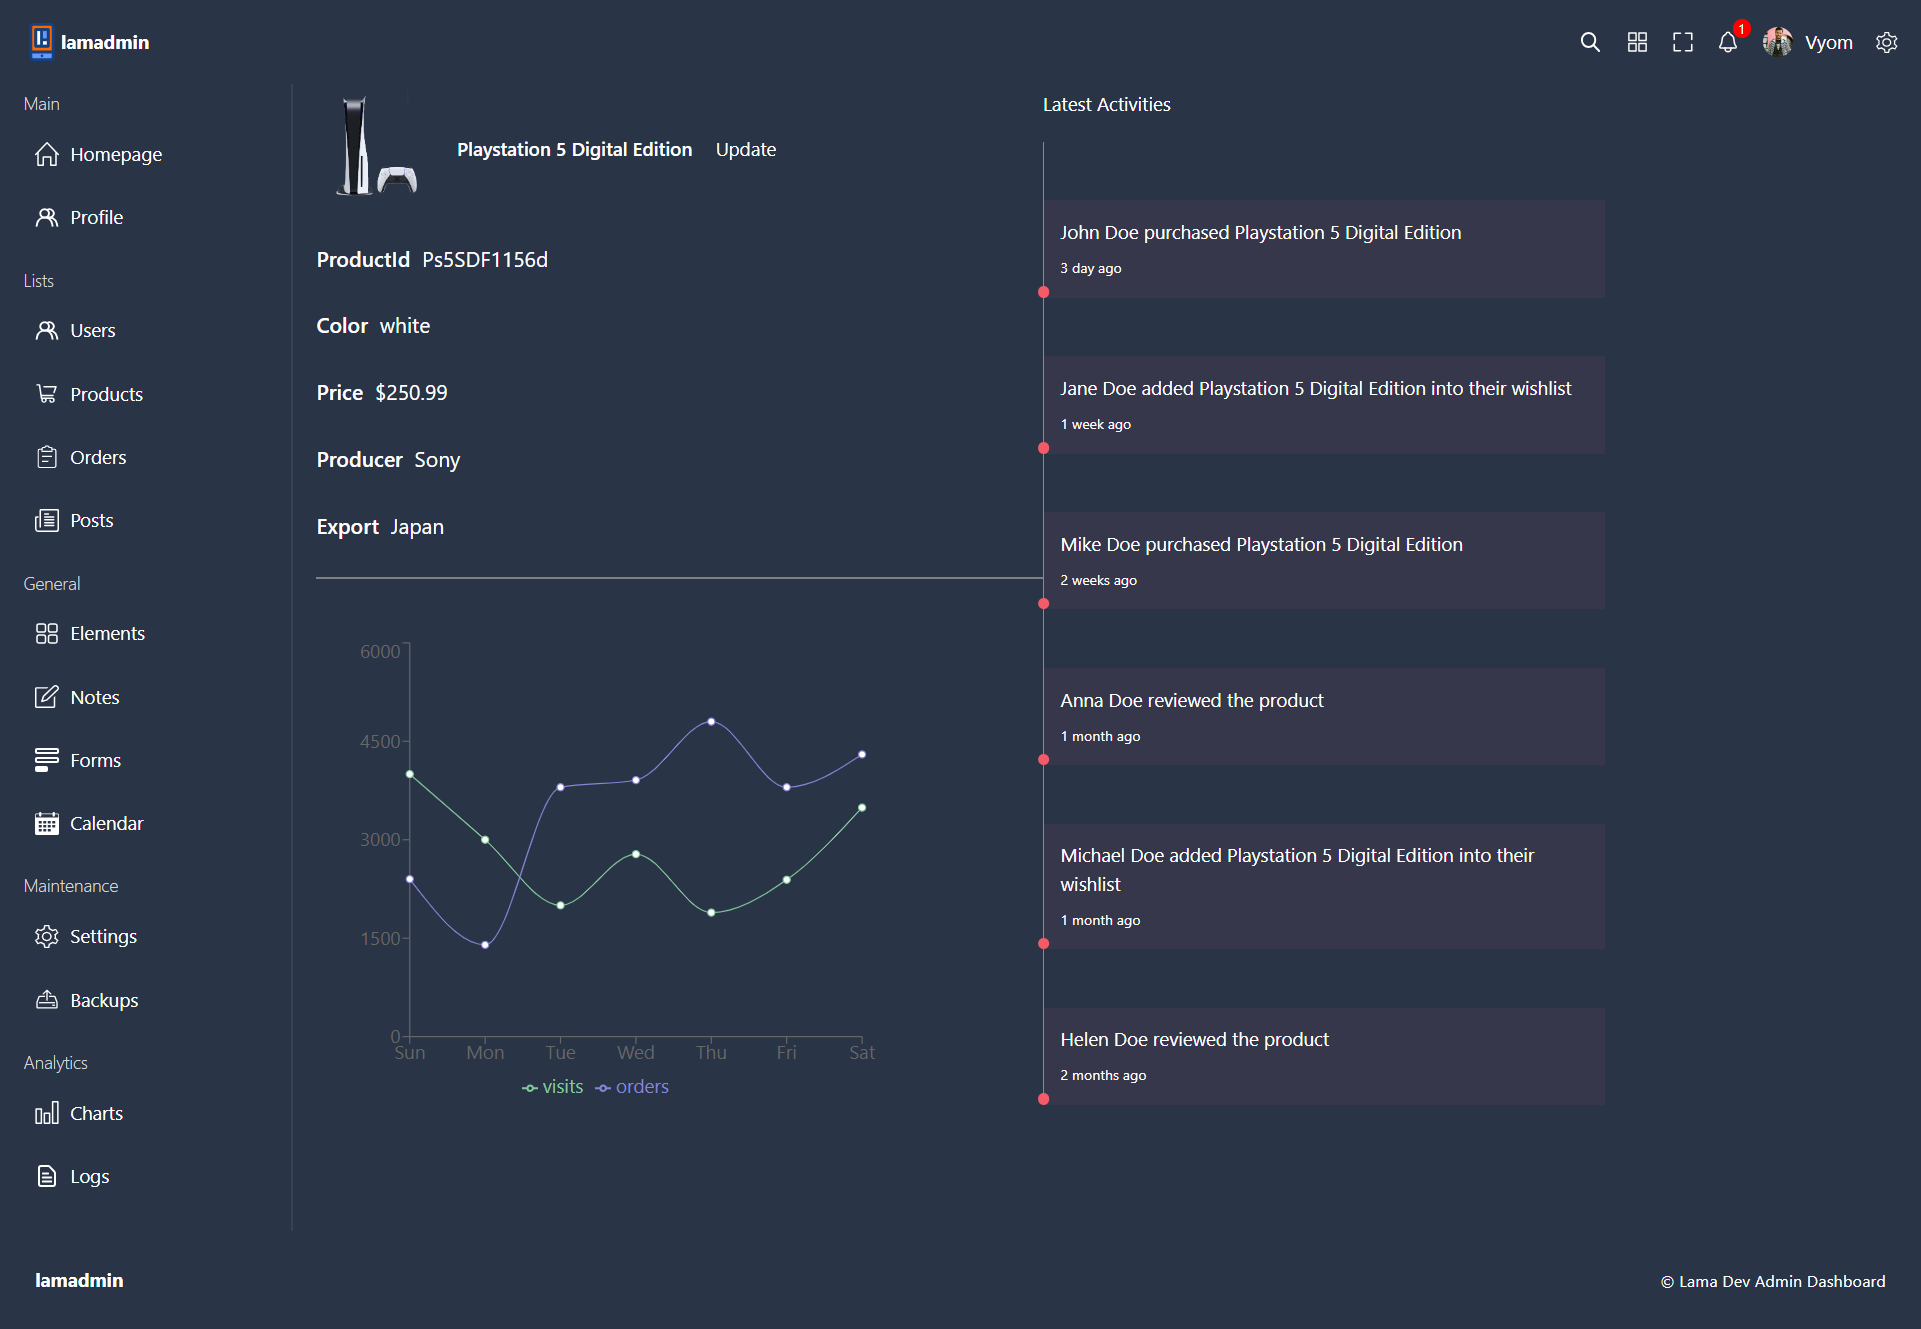 lamadmin
1
Vyom
Main
Homepage
Profile
Lists
Users
Products
Orders
Posts
General
Elements
Notes
Forms
Calendar
Maintenance
Settings
Backups
Analytics
Charts
Logs
Playstation 5 Digital Edition Update
ProductId Ps5SDF1156d
Color white
Price $250.99
Producer Sony
Export Japan
6000
4500
3000
1500
0
Sun Mon Tue Wed Thu Fri Sat
visits orders
Latest Activities
John Doe purchased Playstation 5 Digital Edition
3 day ago
Jane Doe added Playstation 5 Digital Edition into their wishlist
1 week ago
Mike Doe purchased Playstation 5 Digital Edition
2 weeks ago
Anna Doe reviewed the product
1 month ago
Michael Doe added Playstation 5 Digital Edition into their
wishlist
1 month ago
Helen Doe reviewed the product
2 months ago
lamadmin
© Lama Dev Admin Dashboard